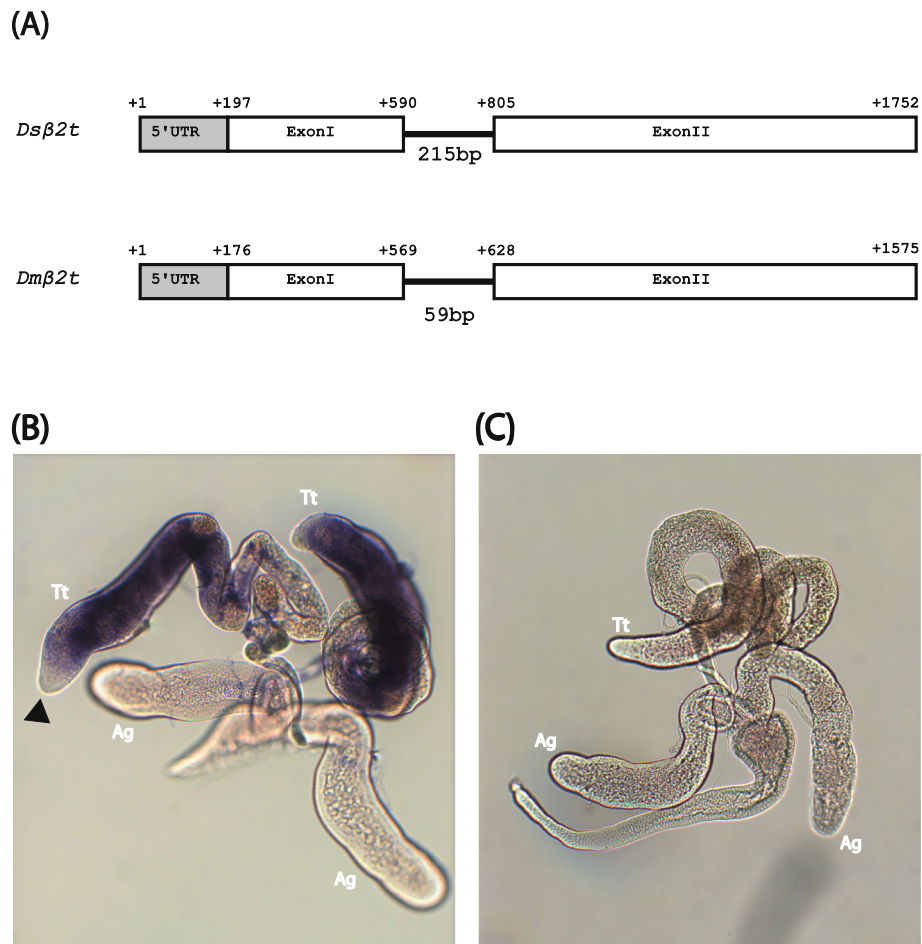 (A)
+1 +197 +590 +805 +1752
Dsβ2t 5'UTR ExonI ExonII
215bp
+1 +176 +569 +628 +1575
Dmβ2t 5'UTR ExonI ExonII
59bp
(B) (C)
Tt
Tt
Ag
Ag
Tt
Ag
Ag